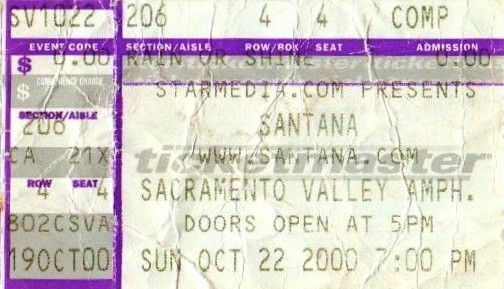 SV1022 206 4 4 COMP
EVENT CODE SECTION/AISLE ROW/BOX SEAT ADMISSION
$ 0.00 RAIN OR SHINE 0.00
$ CONVENIENCE CHARGE STARMEDIA.COM PRESENTS
SECTION/AISLE
206 SANTANA
CA 21X WWW.SANTANA.COM
ticketmaster
ROW SEAT
4 4 SACRAMENTO VALLEY AMPH.
802CSVA DOORS OPEN AT 5PM
19OCT00 SUN OCT 22 2000 7:00 PM